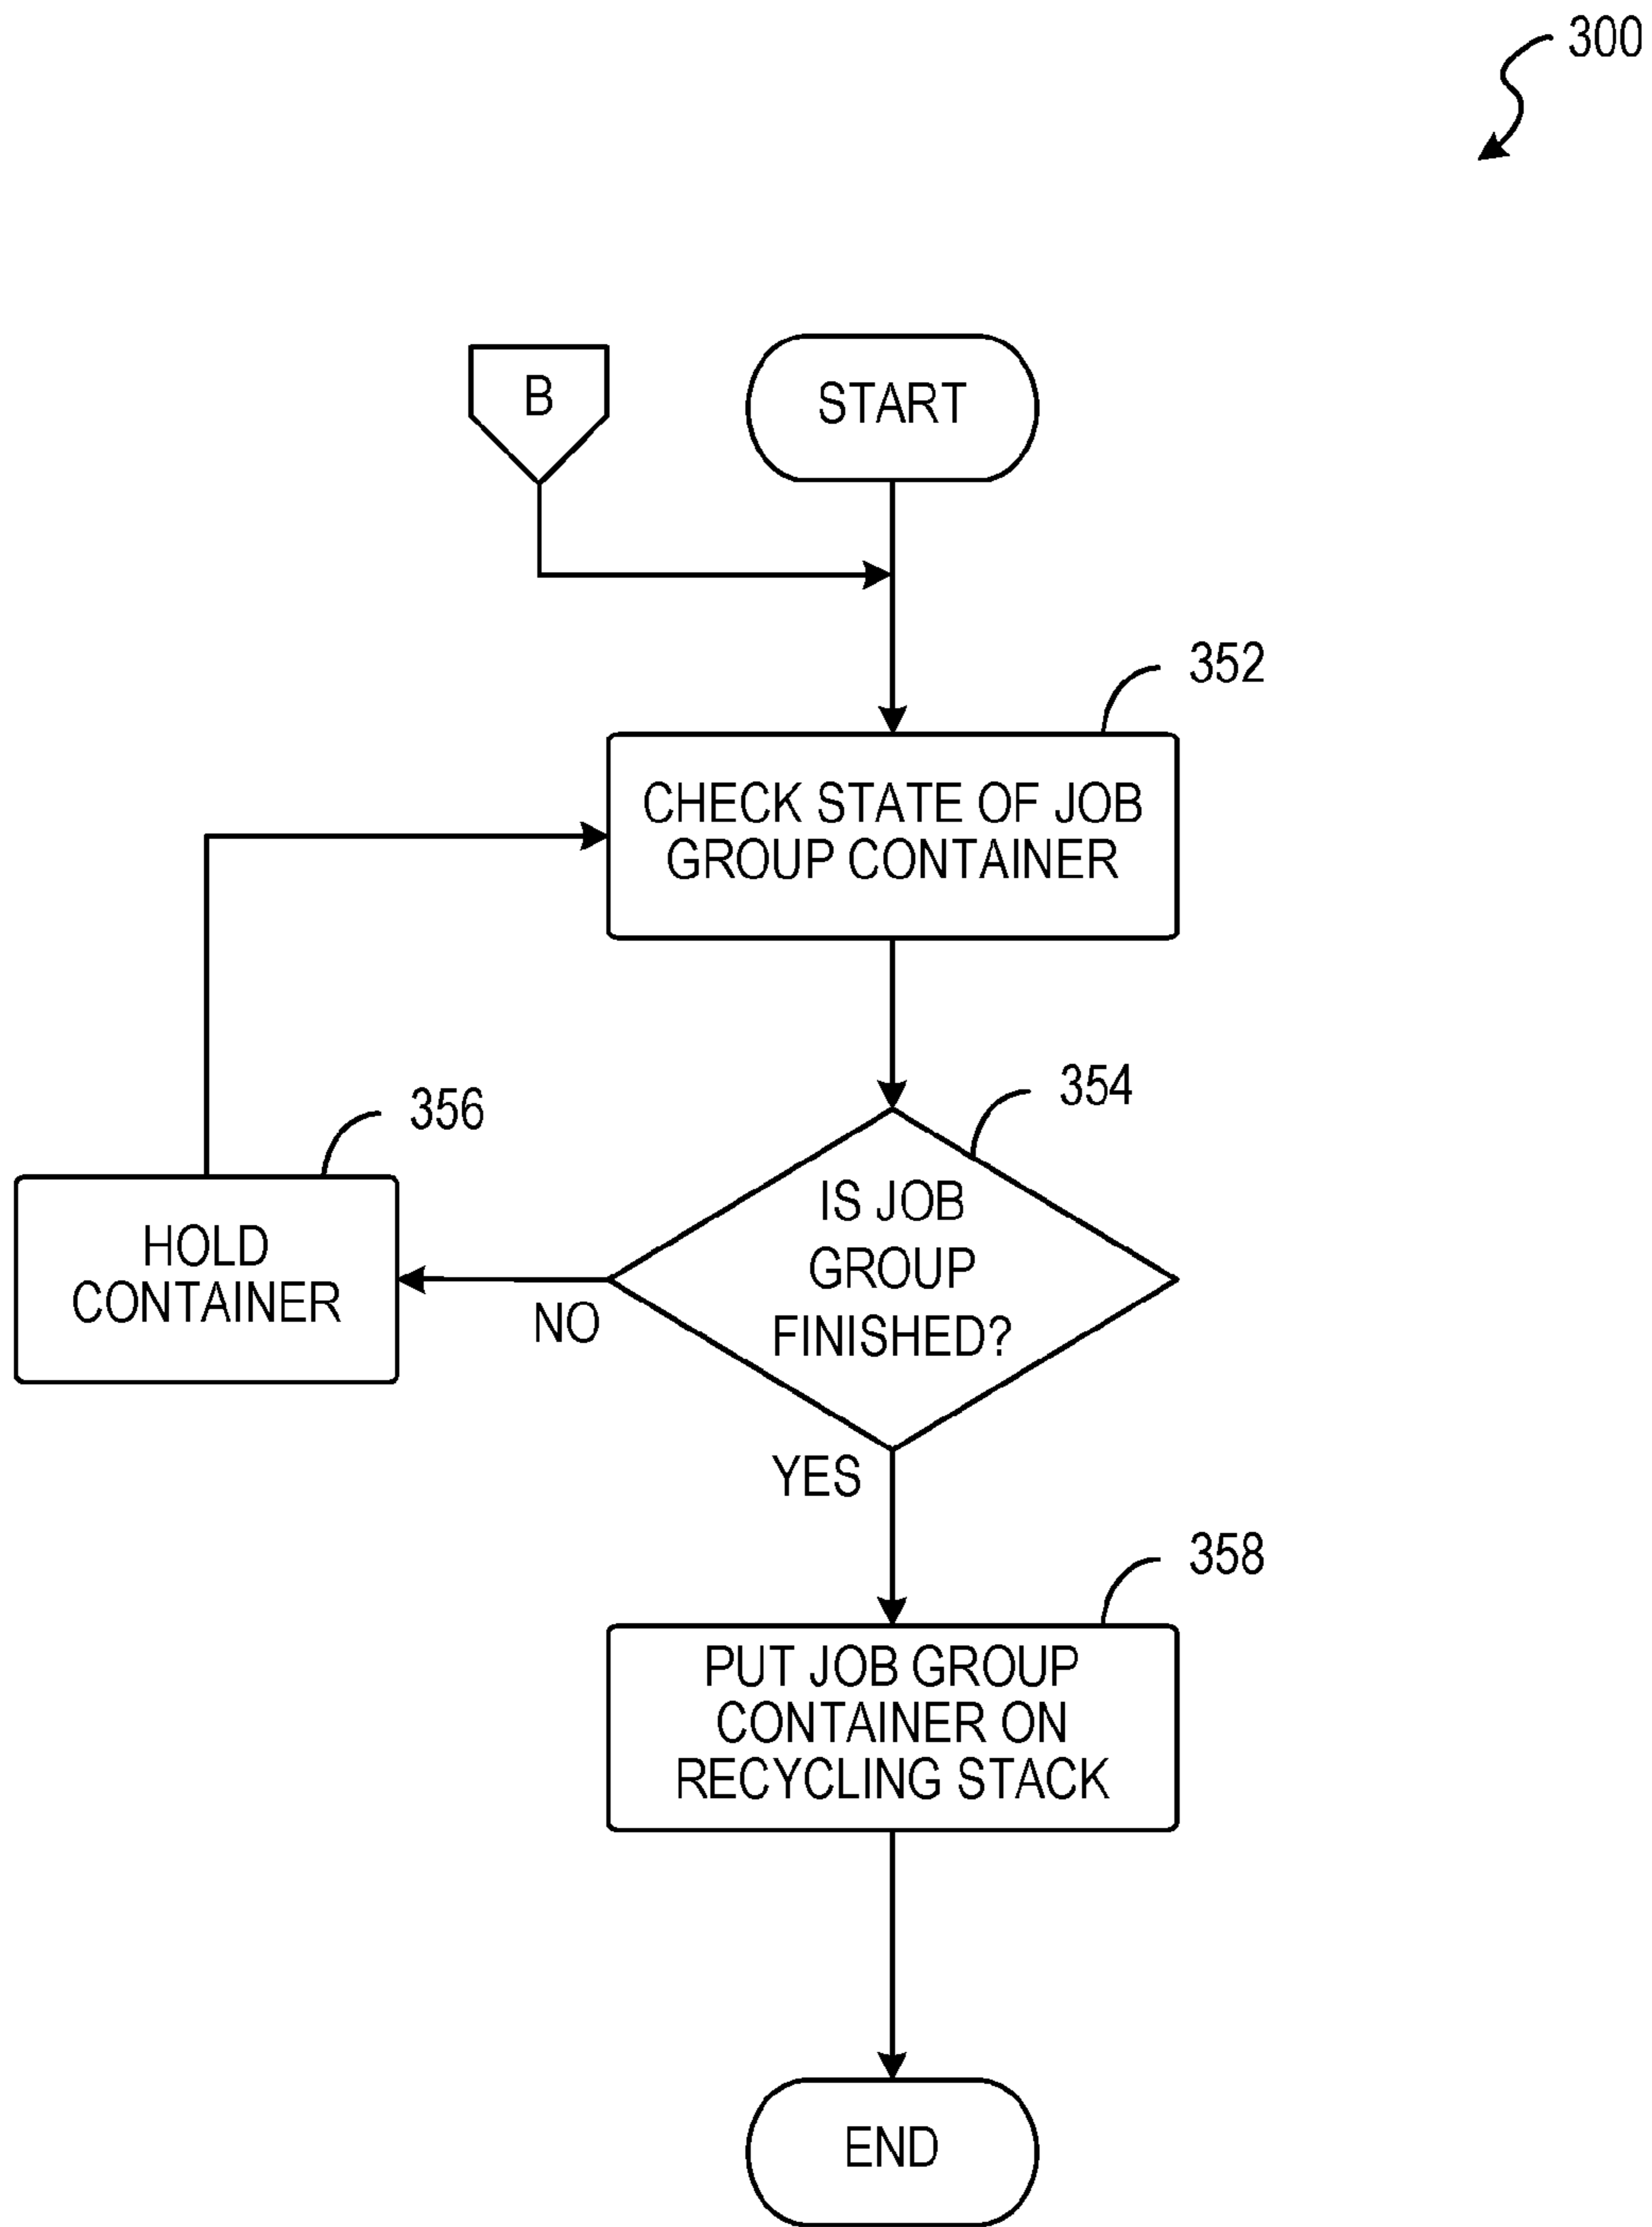 300
B
START
352
CHECK STATE OF JOB
GROUP CONTAINER
354
356
IS JOB
GROUP
FINISHED?
HOLD
CONTAINER
NO
YES
358
PUT JOB GROUP
CONTAINER ON
RECYCLING STACK
END